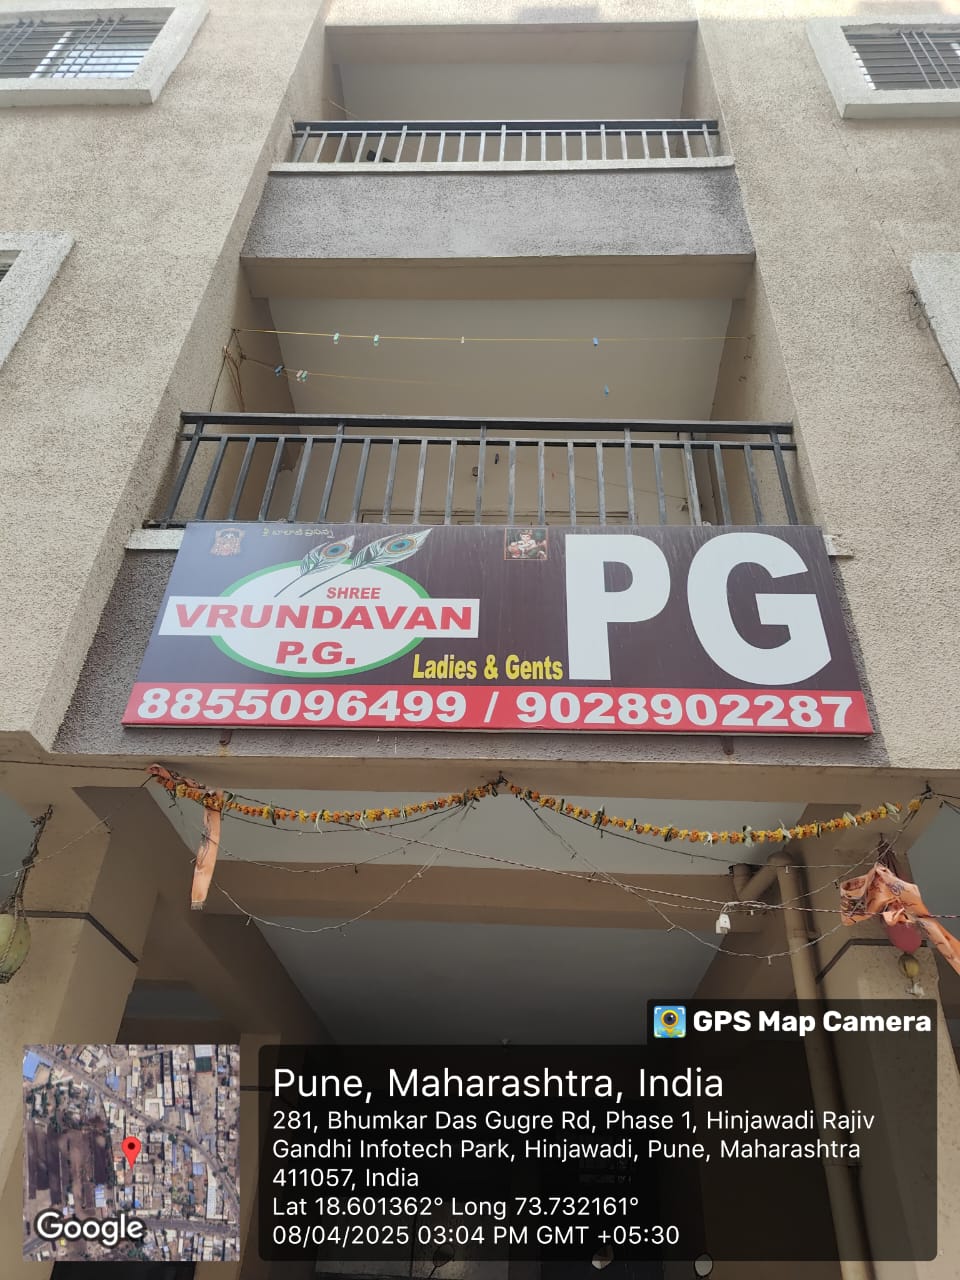 SHREE
VRUNDAVAN
P.G.
Ladies & Gents
PG
8855096499 / 9028902287
GPS Map Camera
Pune, Maharashtra, India
281, Bhumkar Das Gugre Rd, Phase 1, Hinjawadi Rajiv
Gandhi Infotech Park, Hinjawadi, Pune, Maharashtra
411057, India
Lat 18.601362° Long 73.732161°
08/04/2025 03:04 PM GMT +05:30
Google